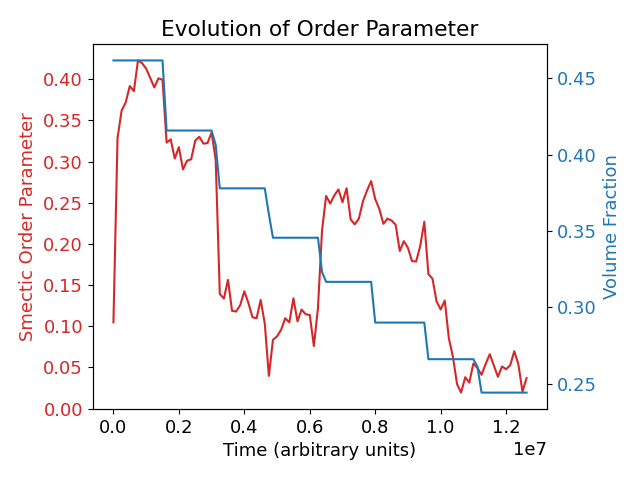 Evolution of Order Parameter
Smectic Order Parameter
0.40
0.35
0.30
0.25
0.20
0.15
0.10
0.05
0.00
0.45
0.40
0.35
0.30
0.25
Volume Fraction
0.0 0.2 0.4 0.6 0.8 1.0 1.2
1e7
Time (arbitrary units)